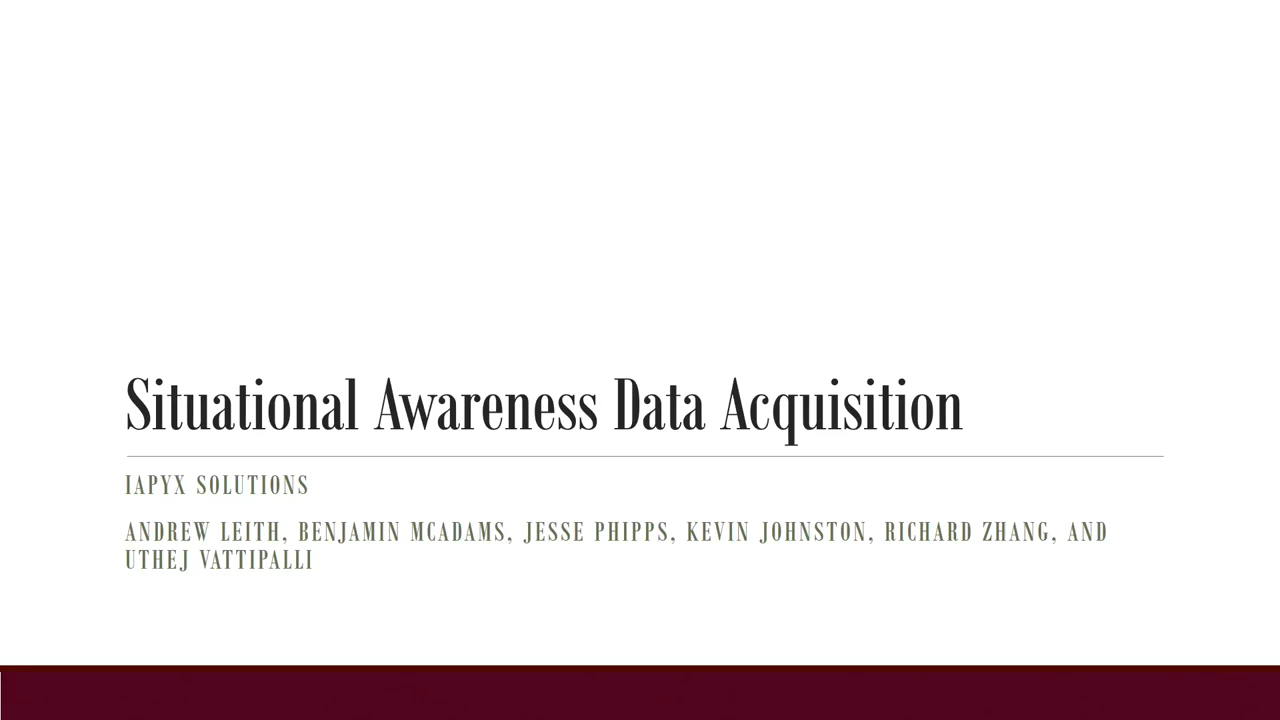 Situational Awareness Data Acquisition
IAPYX SOLUTIONS
ANDREW LEITH, BENJAMIN MCADAMS, JESSE PHIPPS, KEVIN JOHNSTON, RICHARD ZHANG, AND
UTHEJ VATTIPALLI